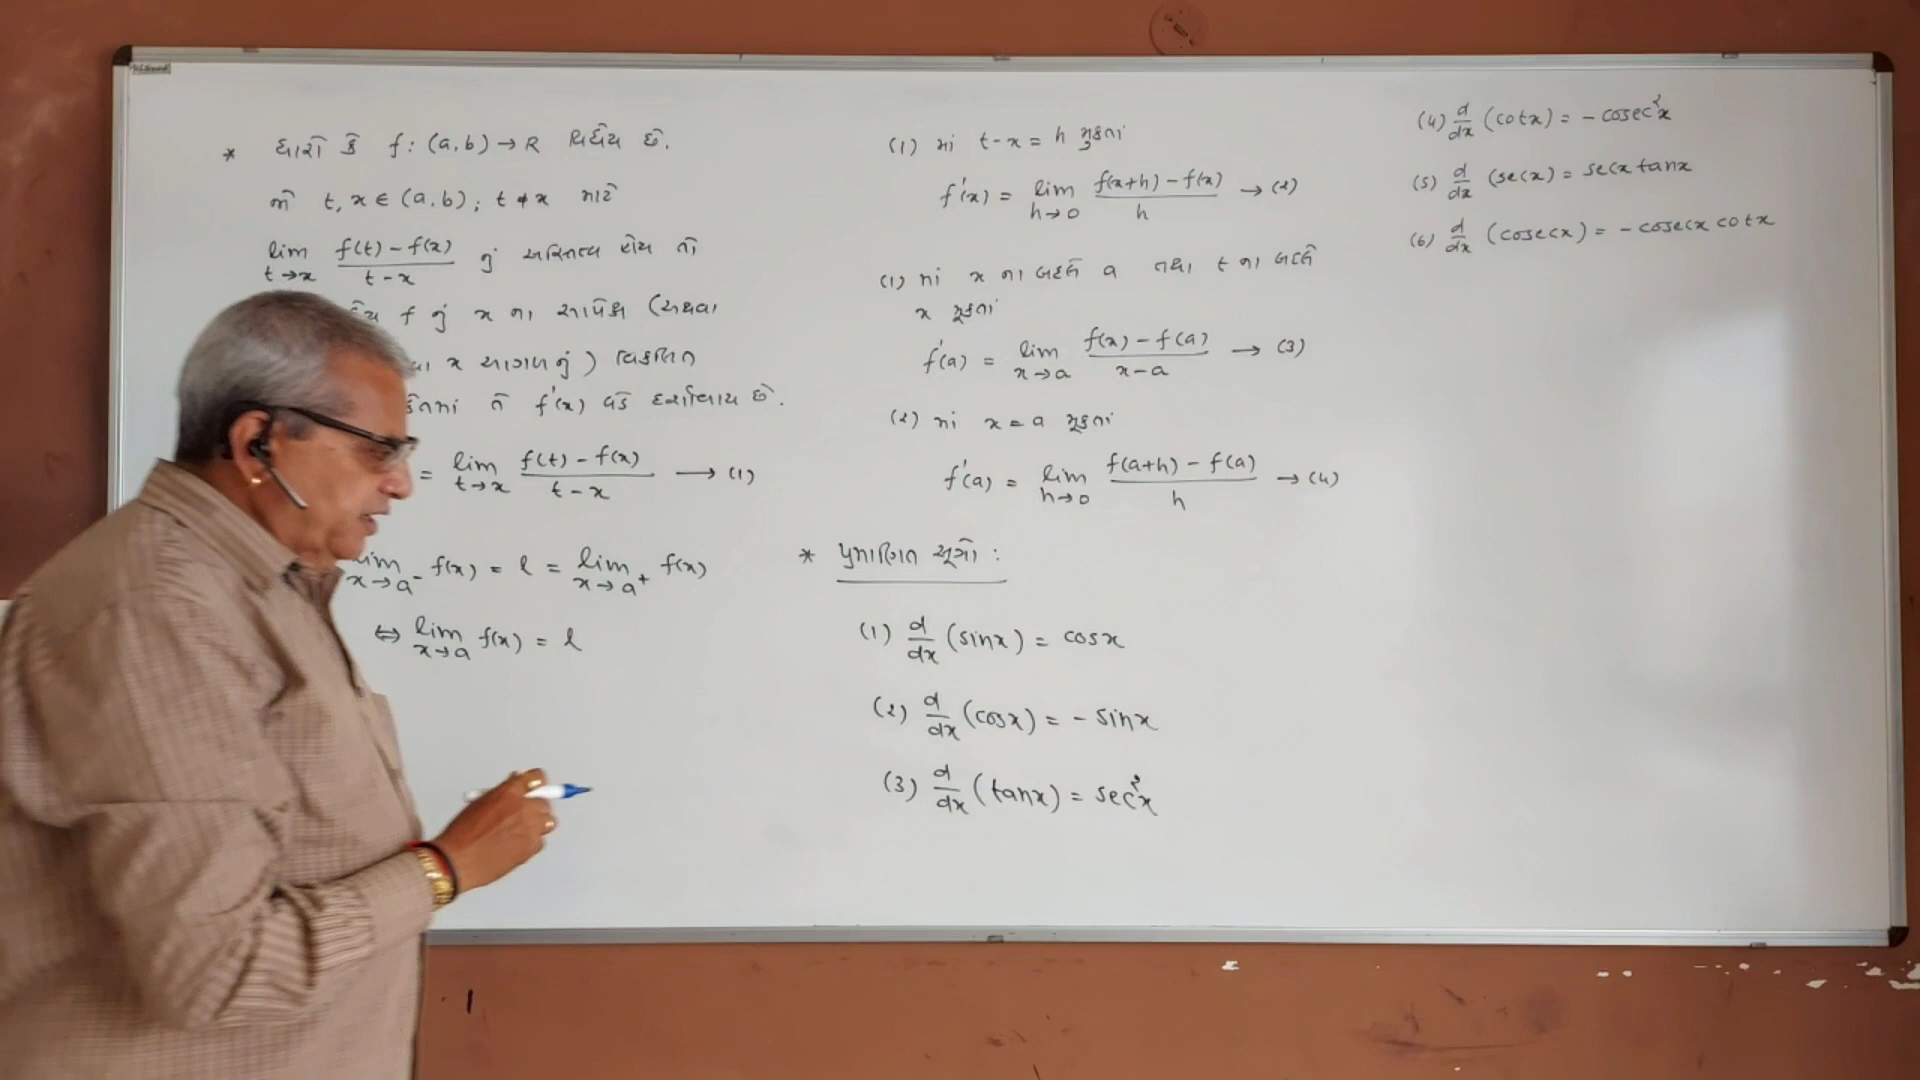 * ધારો કે f : (a,b) → R વિધેય છે.
જો t, x ∈ (a,b) ; t ≠ x માટે
lim t→x f(t) - f(x) / t - x નું અસ્તિત્વ હોય તો
f નું x ના સાપેક્ષ (અથવા
x આગળનું) વિકલિત
તે f'(x) વડે દર્શાવાય છે.
= lim t→x f(t) - f(x) / t - x → (1)
lim x→a⁻ f(x) = l = lim x→a⁺ f(x)
⇔ lim x→a f(x) = l
(1) માં t - x = h મુકતાં
f'(x) = lim h→0 f(x+h) - f(x) / h → (2)
(1) માં x ના બદલે a તથા t ના બદલે
x મૂકતાં
f'(a) = lim x→a f(x) - f(a) / x - a → (3)
(2) માં x = a મૂકતાં
f'(a) = lim h→0 f(a+h) - f(a) / h → (4)
* પ્રમાણિત સૂત્રો :
(1) d/dx (sinx) = cosx
(2) d/dx (cosx) = - sinx
(3) d/dx (tanx) = sec²x
(4) d/dx (cotx) = - cosec²x
(5) d/dx (secx) = secx tanx
(6) d/dx (cosecx) = - cosecx cotx